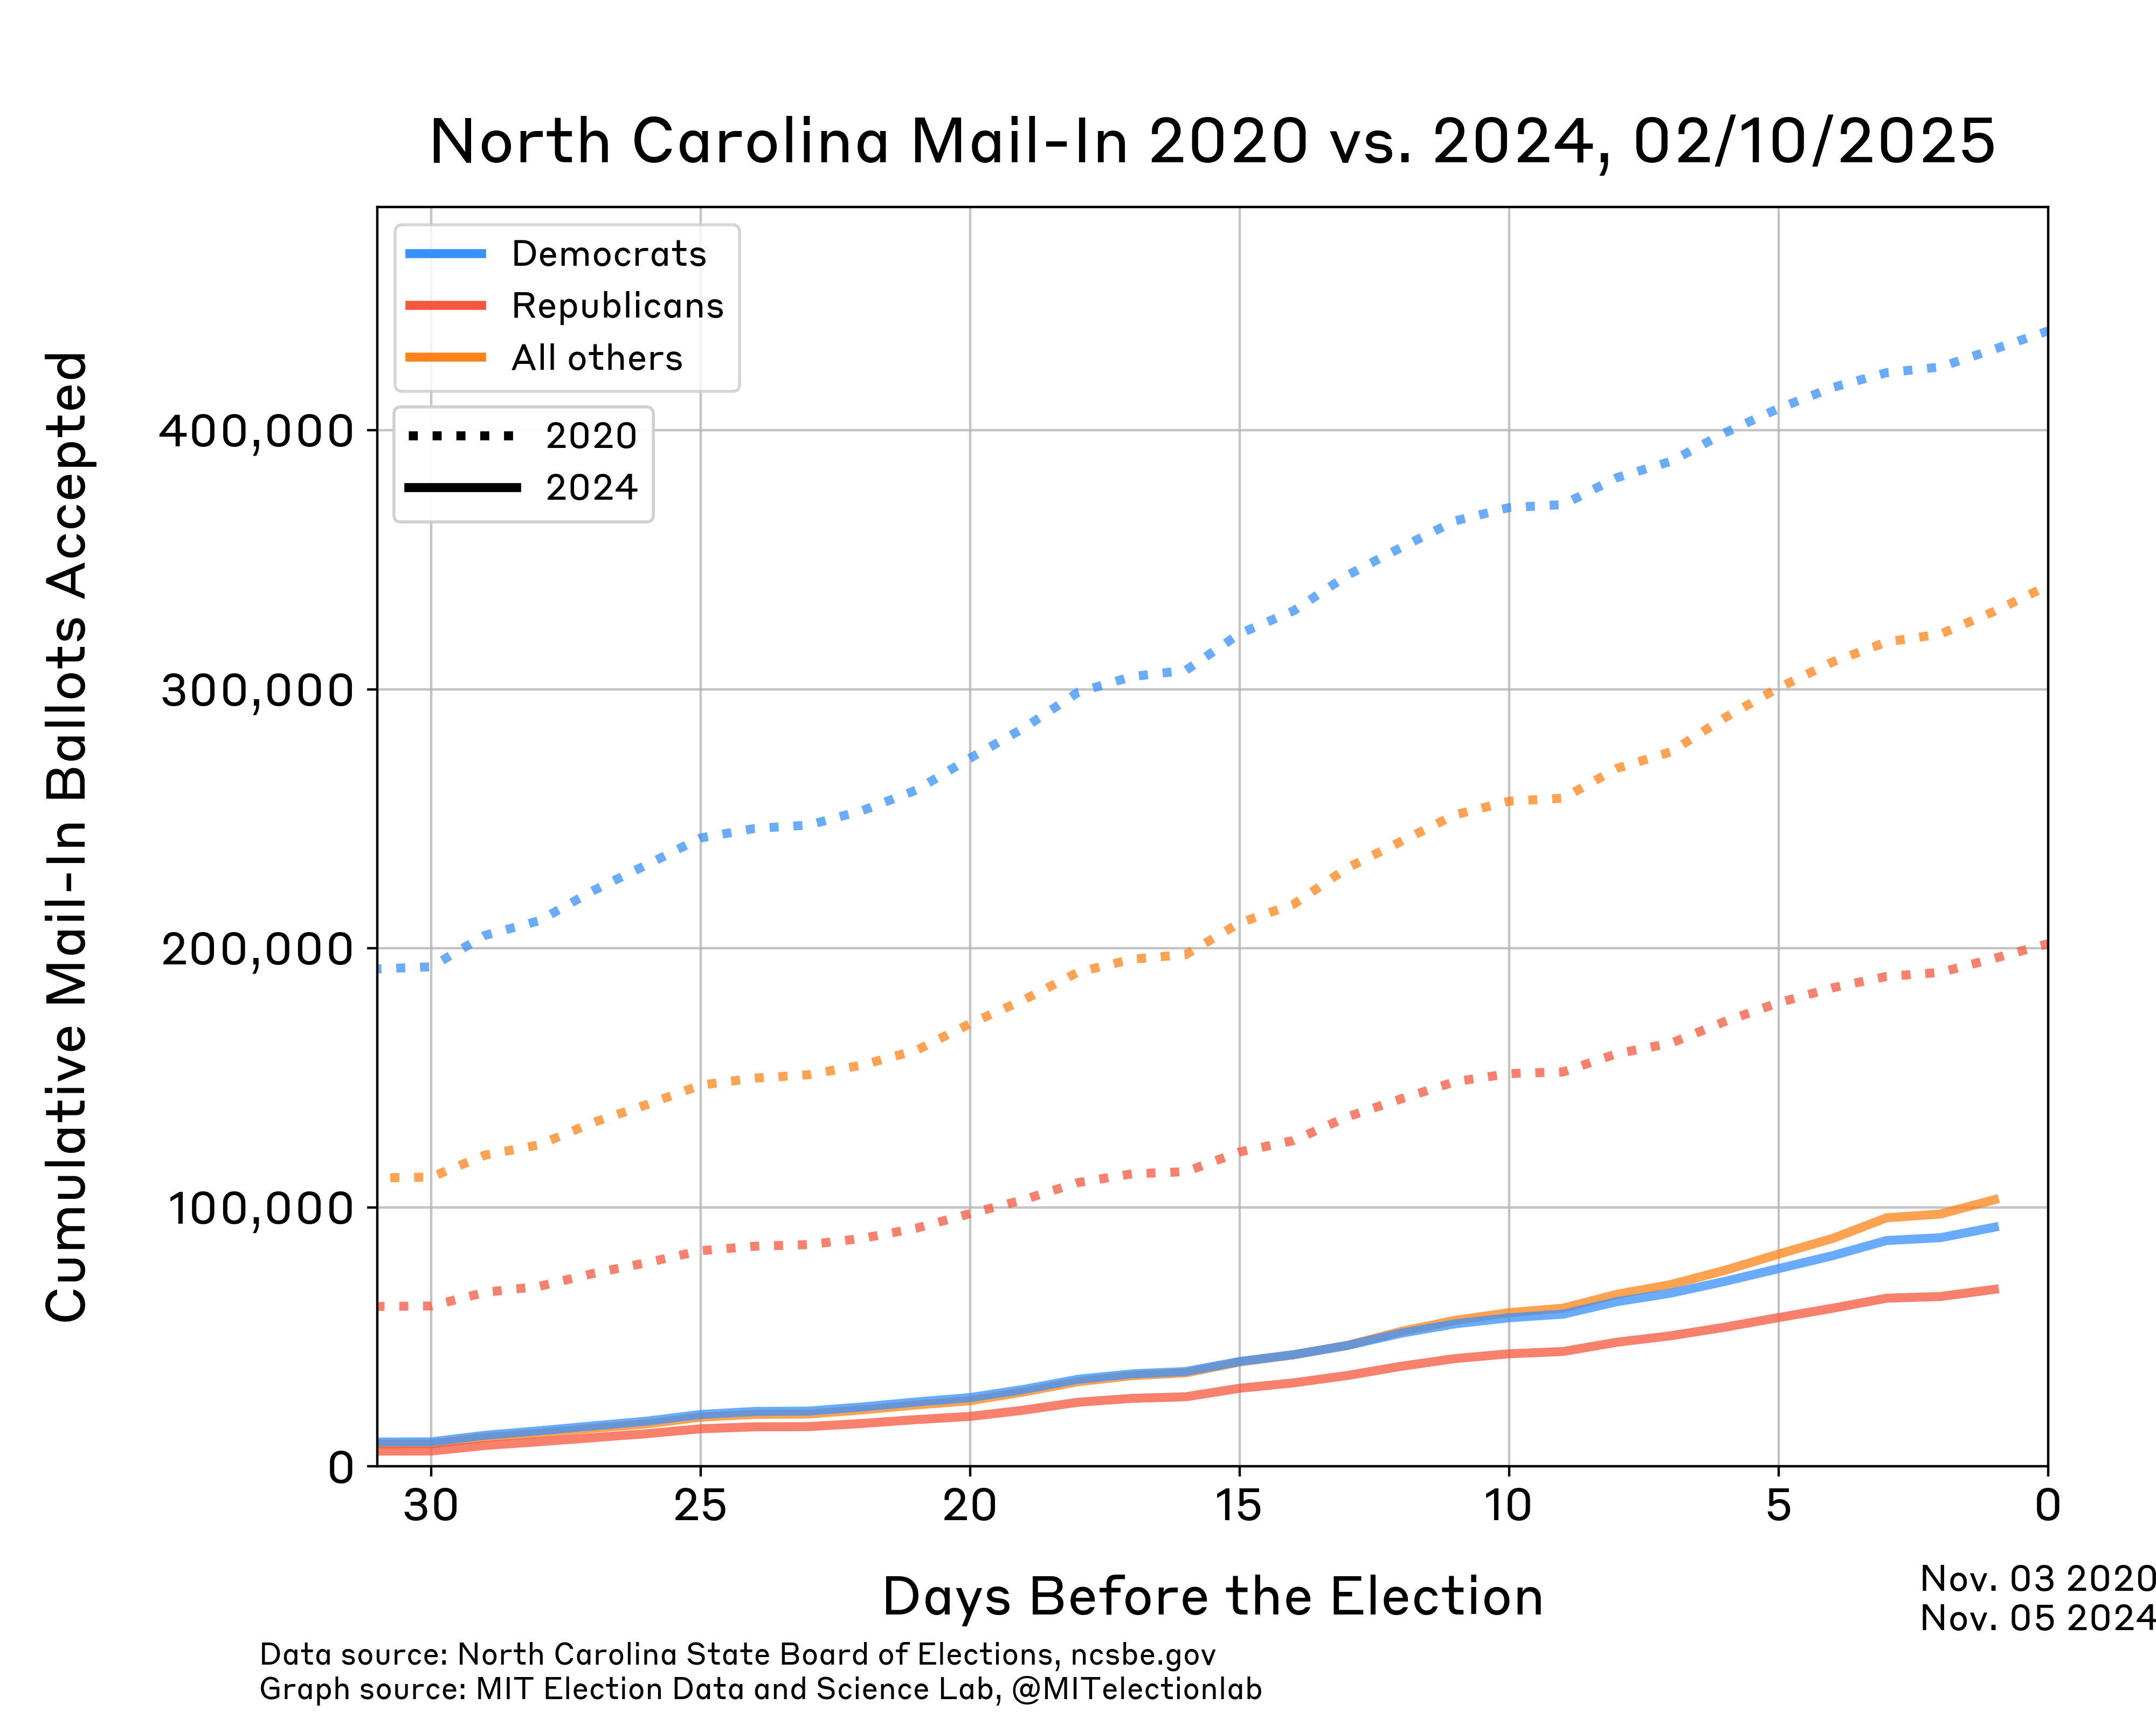 North Carolina Mail-In 2020 vs. 2024, 02/10/2025
Democrats
Republicans
All others
2020
2024
Cumulative Mail-In Ballots Accepted
400,000
300,000
200,000
100,000
0
30 25 20 15 10 5 0
Days Before the Election
Nov. 03 2020
Nov. 05 2024
Data source: North Carolina State Board of Elections, ncsbe.gov
Graph source: MIT Election Data and Science Lab, @MITelectionlab